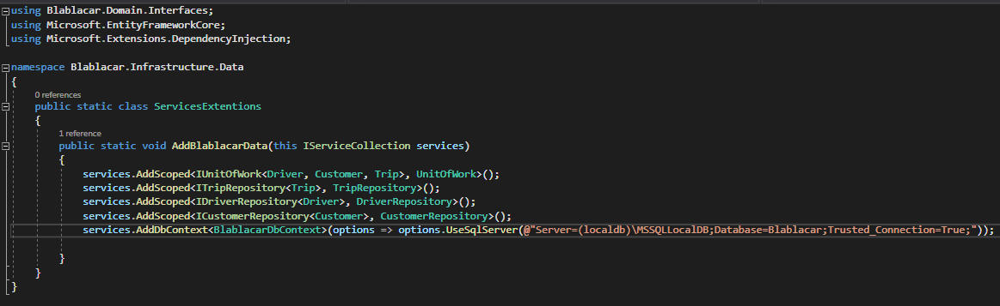 using Blablacar.Domain.Interfaces;
using Microsoft.EntityFrameworkCore;
using Microsoft.Extensions.DependencyInjection;
namespace Blablacar.Infrastructure.Data
{
0 references
public static class ServicesExtentions
{
1 reference
public static void AddBlablacarData(this IServiceCollection services)
{
services.AddScoped<IUnitOfWork<Driver, Customer, Trip>, UnitOfWork>();
services.AddScoped<ITripRepository<Trip>, TripRepository>();
services.AddScoped<IDriverRepository<Driver>, DriverRepository>();
services.AddScoped<ICustomerRepository<Customer>, CustomerRepository>();
services.AddDbContext<BlablacarDbContext>(options => options.UseSqlServer(@"Server=(localdb)\MSSQLLocalDB;Database=Blablacar;Trusted_Connection=True;"));
}
}
}